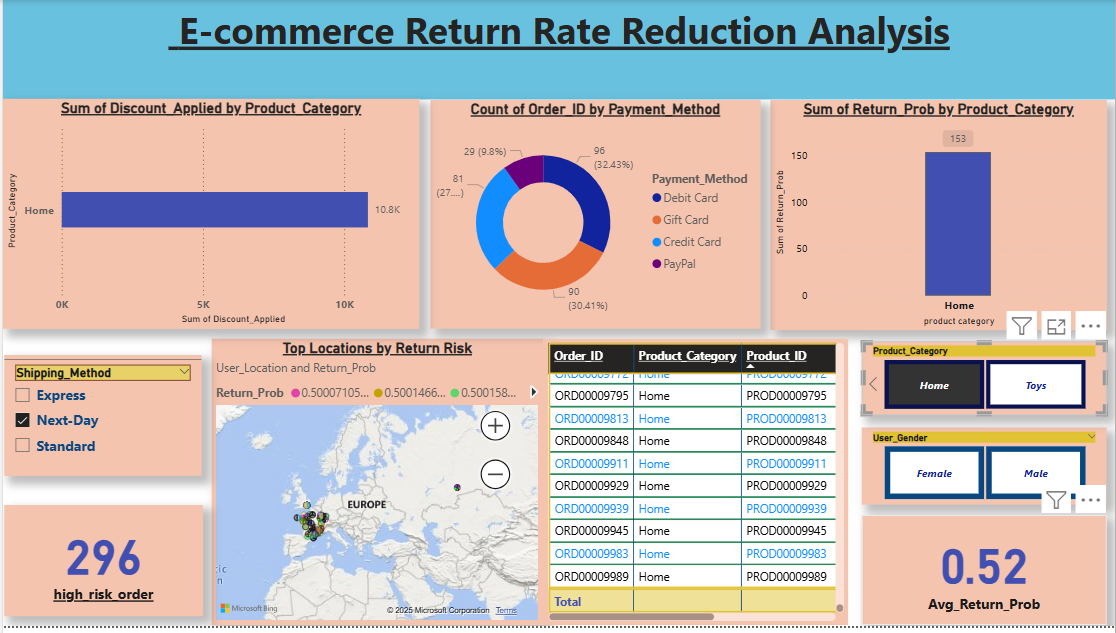 E-commerce Return Rate Reduction Analysis
Sum of Discount_Applied by Product_Category
Product_Category
Home
10.8K
0K
5K
10K
Sum of Discount_Applied
Count of Order_ID by Payment_Method
29 (9.8%)
96
(32.43%)
81
(27....)
90
(30.41%)
Payment_Method
Debit Card
Gift Card
Credit Card
PayPal
Sum of Return_Prob by Product_Category
153
Sum of Return_Prob
150
100
50
0
Home
product category
Shipping_Method
Express
Next-Day
Standard
296
high_risk_order
Top Locations by Return Risk
User_Location and Return_Prob
Return_Prob 0.50007105... 0.5001466... 0.500158...
EUROPE
Microsoft Bing
© 2025 Microsoft Corporation Terms
Order_ID Product_Category Product_ID
ORD00009772 Home PROD00009772
ORD00009795 Home PROD00009795
ORD00009813 Home PROD00009813
ORD00009848 Home PROD00009848
ORD00009911 Home PROD00009911
ORD00009929 Home PROD00009929
ORD00009939 Home PROD00009939
ORD00009945 Home PROD00009945
ORD00009983 Home PROD00009983
ORD00009989 Home PROD00009989
Total
Product_Category
Home
Toys
User_Gender
Female
Male
0.52
Avg_Return_Prob